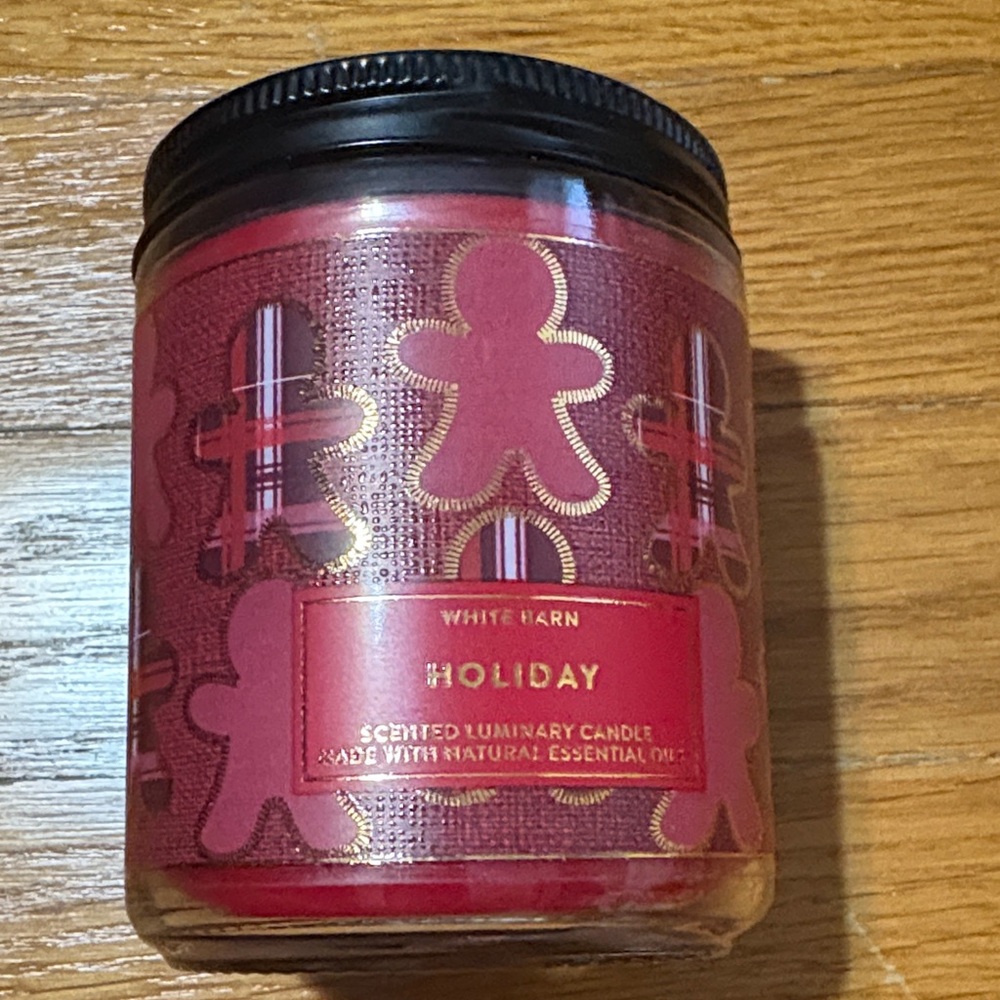 WHITE BARN
HOLIDAY
SCENTED LUMINARY CANDLE
MADE WITH NATURAL ESSENTIAL OILS